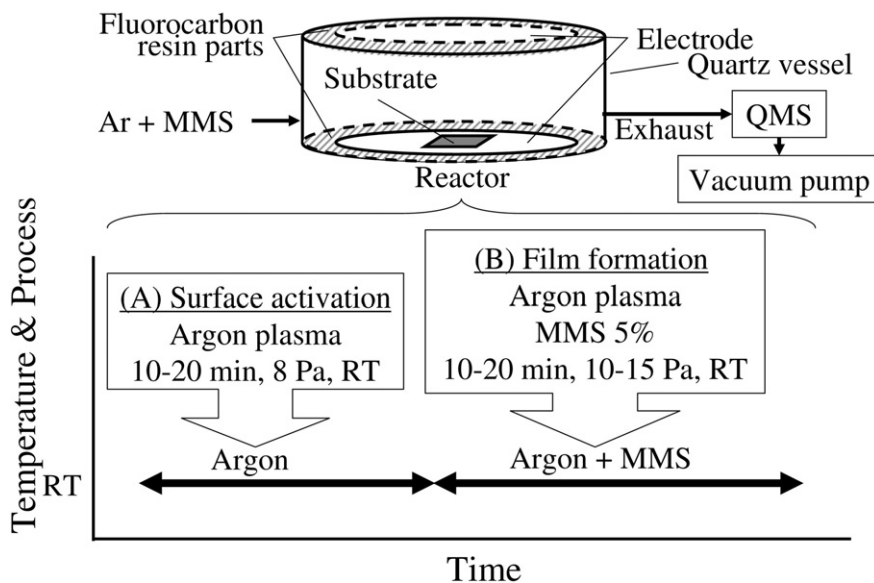 Fluorocarbon
resin parts
Electrode
Quartz vessel
Substrate
Ar + MMS
Exhaust
QMS
Vacuum pump
Reactor
Temperature & Process
(A) Surface activation
Argon plasma
10-20 min, 8 Pa, RT
(B) Film formation
Argon plasma
MMS 5%
10-20 min, 10-15 Pa, RT
Argon
Argon + MMS
RT
Time